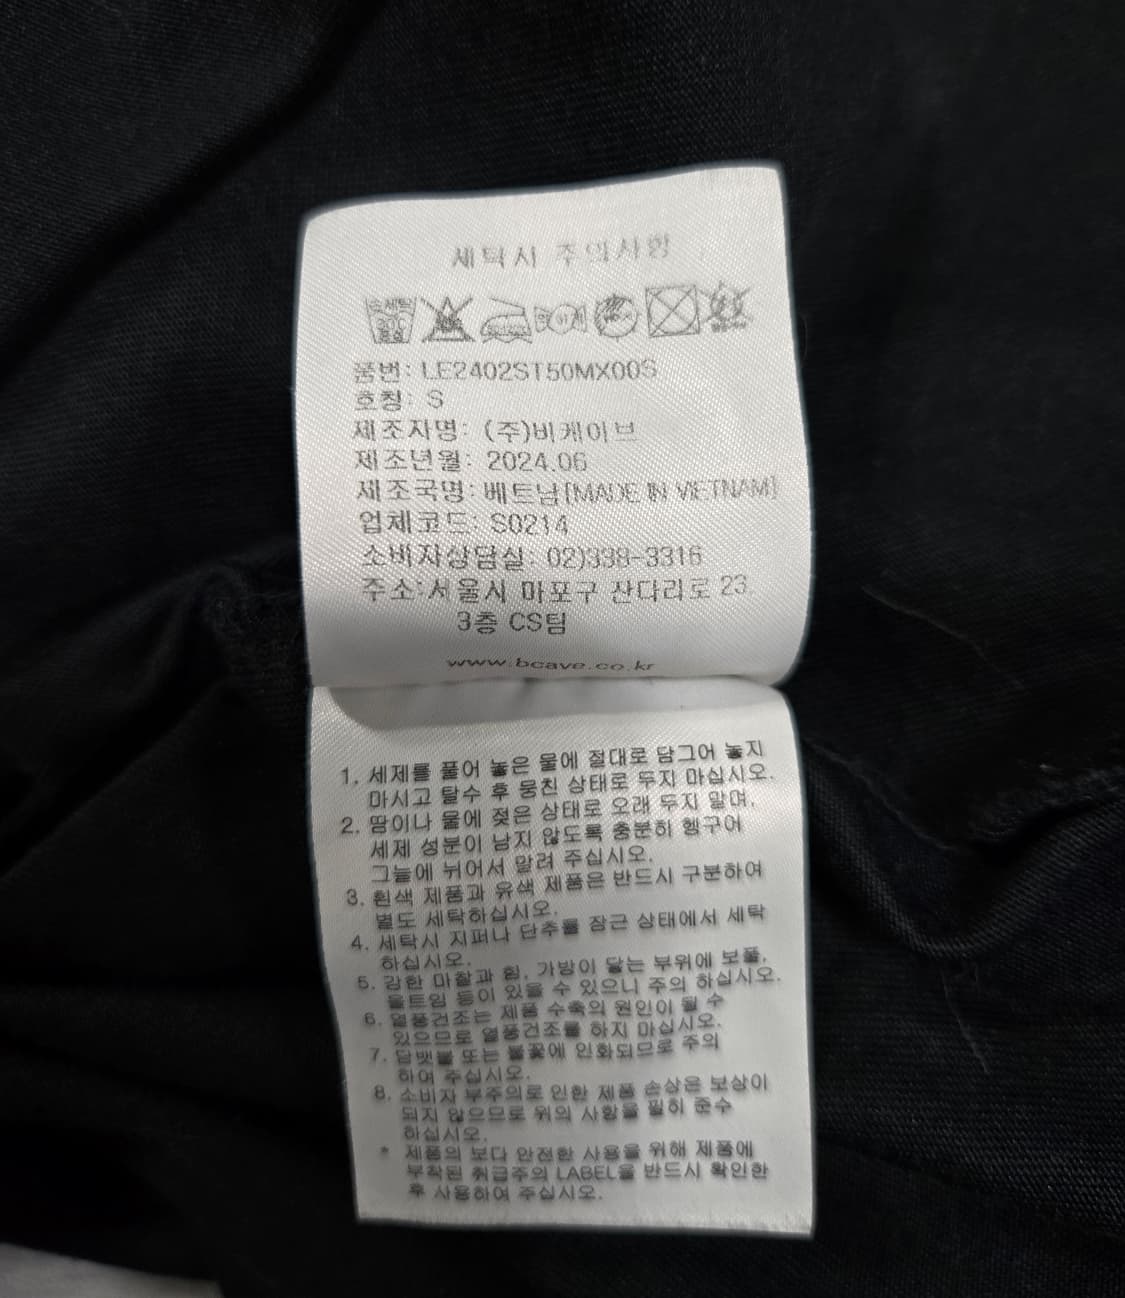 세탁시 주의사항
손세탁
품번: LE2402ST50MX00S
호칭: S
제조자명: (주)비케이브
제조년월: 2024.06
제조국명: 베트남[MADE IN VIETNAM]
업체코드: S0214
소비자상담실: 02)338-3316
주소:서울시 마포구 잔다리로 23
3층 CS팀
www.bcave.co.kr
1. 세제를 풀어 놓은 물에 절대로 담그어 놓지
마시고 탈수 후 뭉친 상태로 두지 마십시오.
2. 땀이나 물에 젖은 상태로 오래 두지 말며,
세제 성분이 남지 않도록 충분히 헹구어
그늘에 뉘어서 말려 주십시오.
3. 흰색 제품과 유색 제품은 반드시 구분하여
별도 세탁하십시오.
4. 세탁시 지퍼나 단추를 잠근 상태에서 세탁
하십시오.
5. 강한 마찰과 힘, 가방이 닿는 부위에 보풀,
올트임 등이 있을 수 있으니 주의 하십시오.
6. 열풍건조는 제품 수축의 원인이 될 수
있으므로 열풍건조를 하지 마십시오.
7. 담뱃불 또는 불꽃에 인화되므로 주의
하여 주십시오.
8. 소비자 부주의로 인한 제품 손상은 보상이
되지 않으므로 위의 사항을 필히 준수
하십시오.
* 제품의 보다 안전한 사용을 위해 제품에
부착된 취급주의 LABEL을 반드시 확인한
후 사용하여 주십시오.